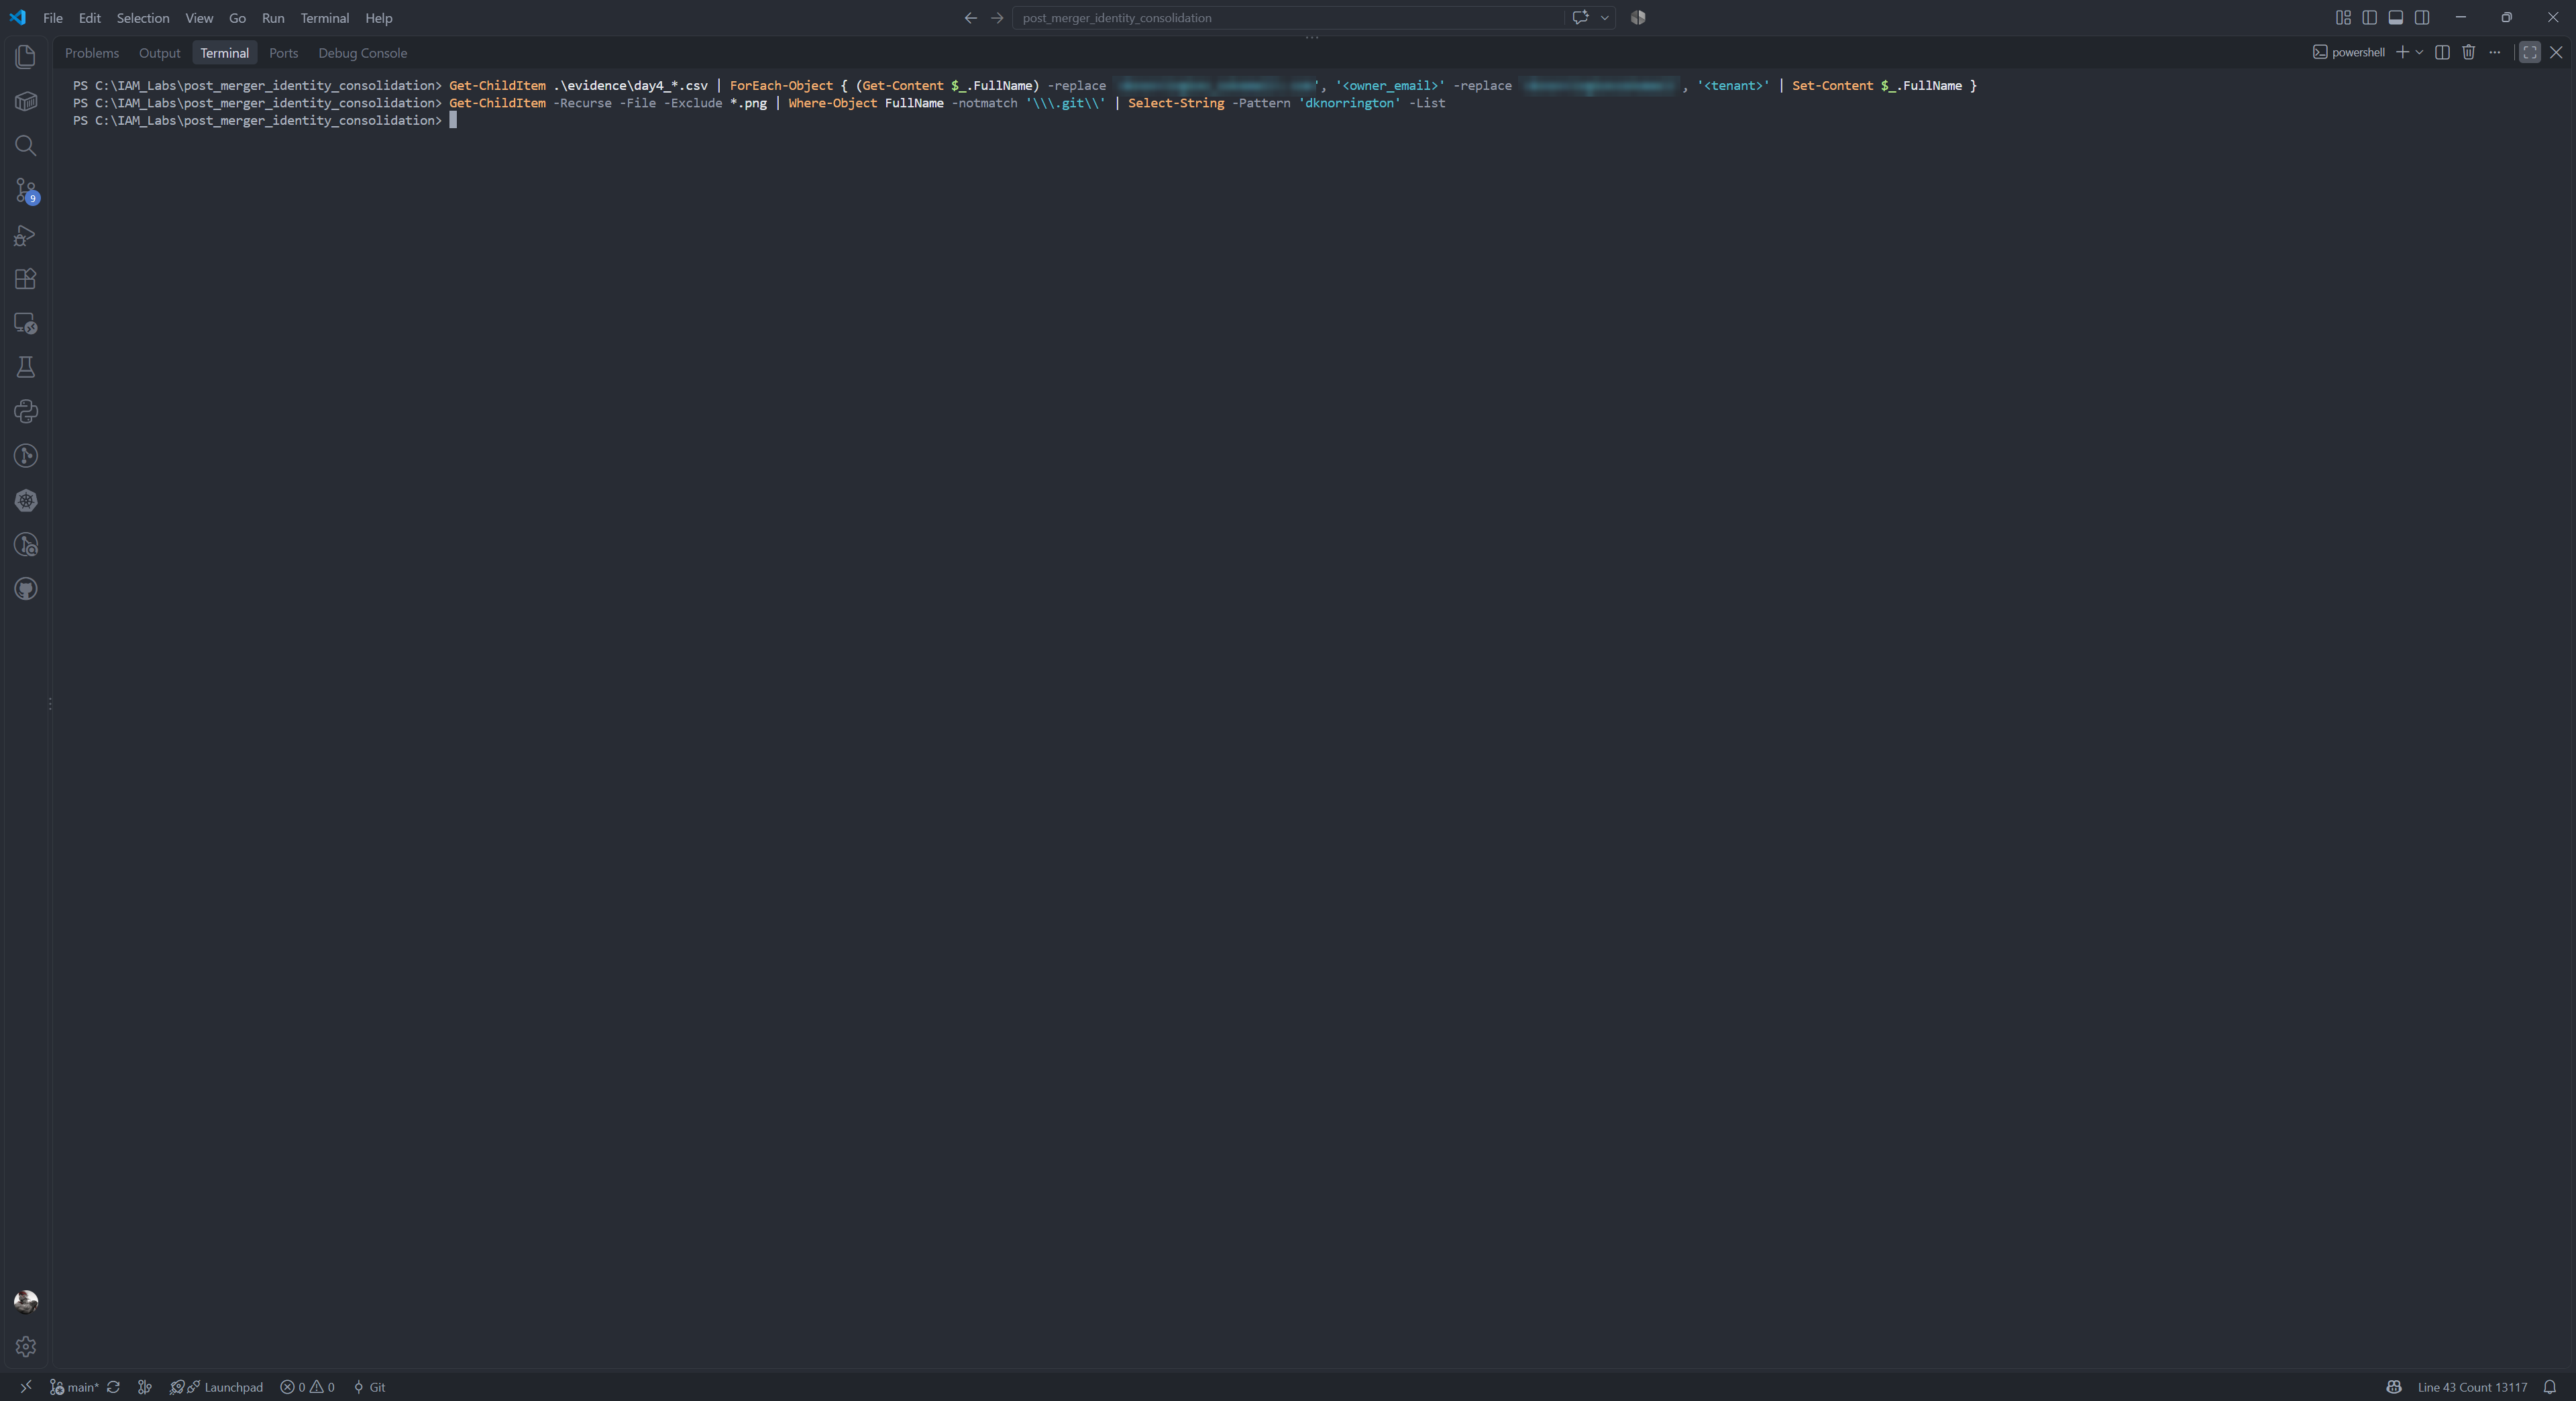 File Edit Selection View Go Run Terminal Help
post_merger_identity_consolidation
Problems Output Terminal Ports Debug Console
powershell
PS C:\IAM_Labs\post_merger_identity_consolidation> Get-ChildItem .\evidence\day4_*.csv | ForEach-Object { (Get-Content $_.FullName) -replace ', '<owner_email>' -replace , '<tenant>' | Set-Content $_.FullName }
PS C:\IAM_Labs\post_merger_identity_consolidation> Get-ChildItem -Recurse -File -Exclude *.png | Where-Object FullName -notmatch '\\\.git\\' | Select-String -Pattern 'dknorrington' -List
PS C:\IAM_Labs\post_merger_identity_consolidation>
9
main* Launchpad 0 0 Git
Line 43 Count 13117